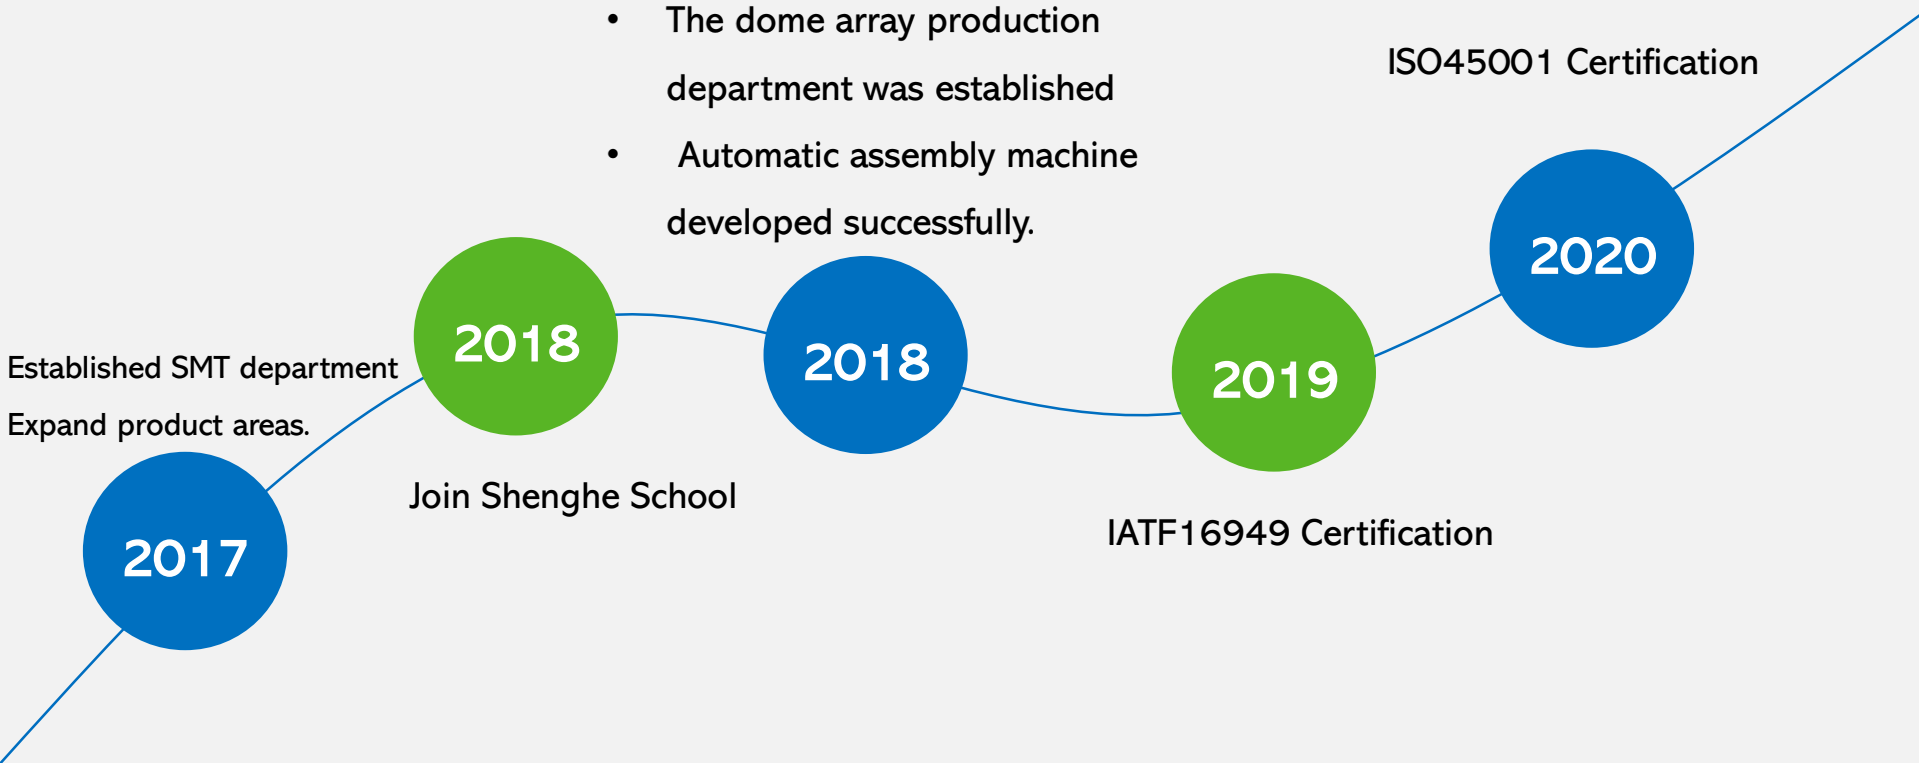 • The dome array production
department was established
• Automatic assembly machine
developed successfully.
ISO45001 Certification
2020
2018
2018
2019
Established SMT department
Expand product areas.
Join Shenghe School
IATF16949 Certification
2017